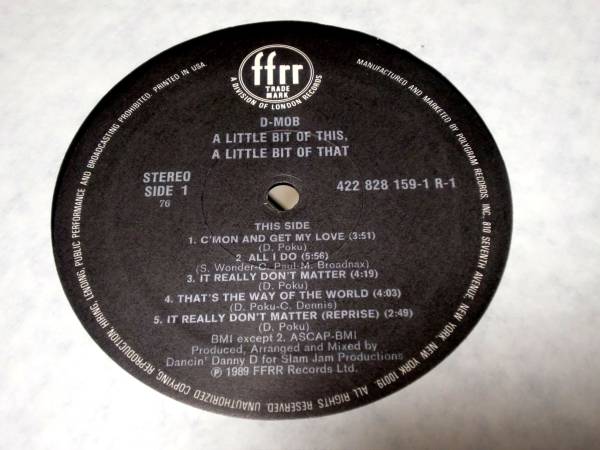 ffrr
TRADE
MARK
A DIVISION OF LONDON RECORDS
D-MOB
A LITTLE BIT OF THIS,
A LITTLE BIT OF THAT
STEREO
SIDE 1
76
422 828 159-1 R-1
THIS SIDE
1. C'MON AND GET MY LOVE (3:51)
(D. Poku)
2 ALL I DO (5:56)
(S. Wonder-C. Paul-M. Broadnax)
3. IT REALLY DON'T MATTER (4:19)
(D. Poku)
4. THAT'S THE WAY OF THE WORLD (4:03)
(D. Poku-C. Dennis)
5. IT REALLY DON'T MATTER (REPRISE) (2:49)
(D. Poku)
BMI except 2. ASCAP-BMI
Produced, Arranged and Mixed by
Dancin' Danny D for Slam Jam Productions
℗ 1989 FFRR Records Ltd.
MANUFACTURED AND MARKETED BY POLYGRAM RECORDS, INC. 810 SEVENTH AVENUE, NEW YORK, NEW YORK 10019. ALL RIGHTS RESERVED. UNAUTHORIZED COPYING, REPRODUCTION HIRING, LENDING, PUBLIC PERFORMANCE AND BROADCASTING PROHIBITED. PRINTED IN USA.